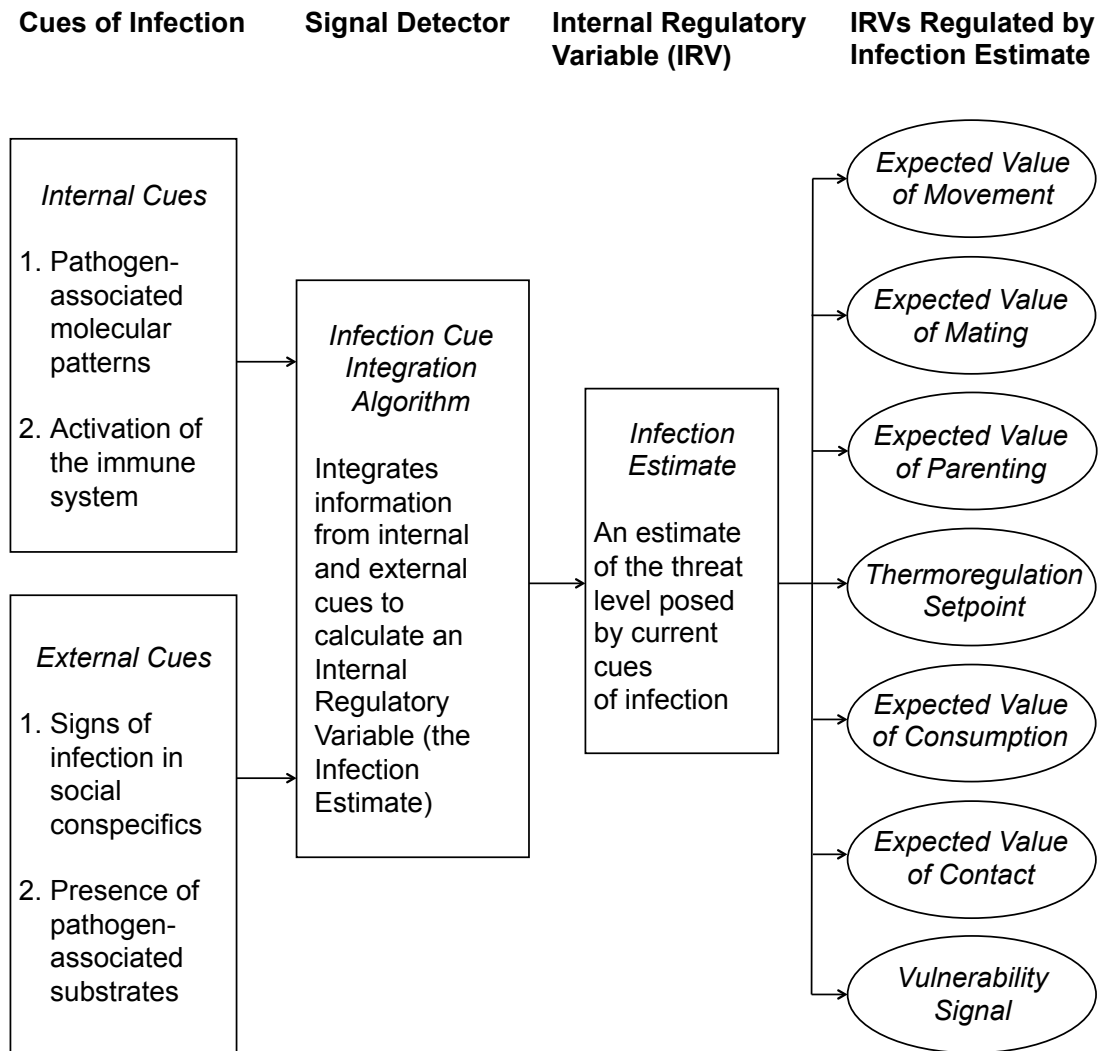 Cues of Infection
Signal Detector
Internal Regulatory
Variable (IRV)
IRVs Regulated by
Infection Estimate
Internal Cues
1. Pathogen-
associated
molecular
patterns
2. Activation of
the immune
system
External Cues
1. Signs of
infection in
social
conspecifics
2. Presence of
pathogen-
associated
substrates
Infection Cue
Integration
Algorithm
Integrates
information
from internal
and external
cues to
calculate an
Internal
Regulatory
Variable (the
Infection
Estimate)
Infection
Estimate
An estimate
of the threat
level posed
by current
cues
of infection
Expected Value
of Movement
Expected Value
of Mating
Expected Value
of Parenting
Thermoregulation
Setpoint
Expected Value
of Consumption
Expected Value
of Contact
Vulnerability
Signal